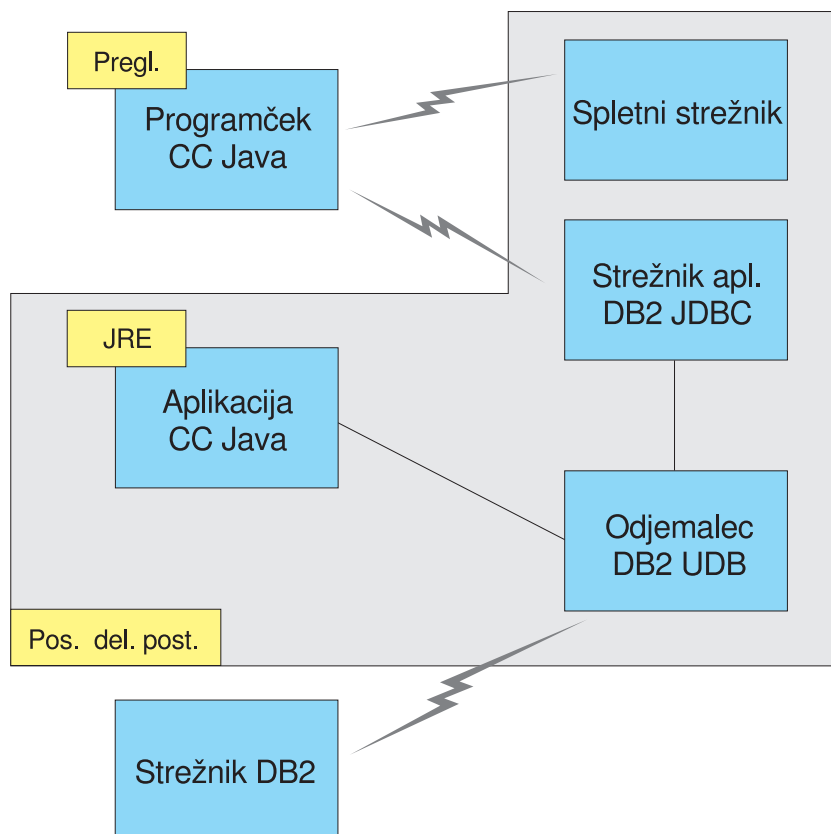 Pregl.
Programček
CC Java
Spletni strežnik
Strežnik apl.
DB2 JDBC
JRE
Aplikacija
CC Java
Odjemalec
DB2 UDB
Pos. del. post.
Strežnik DB2